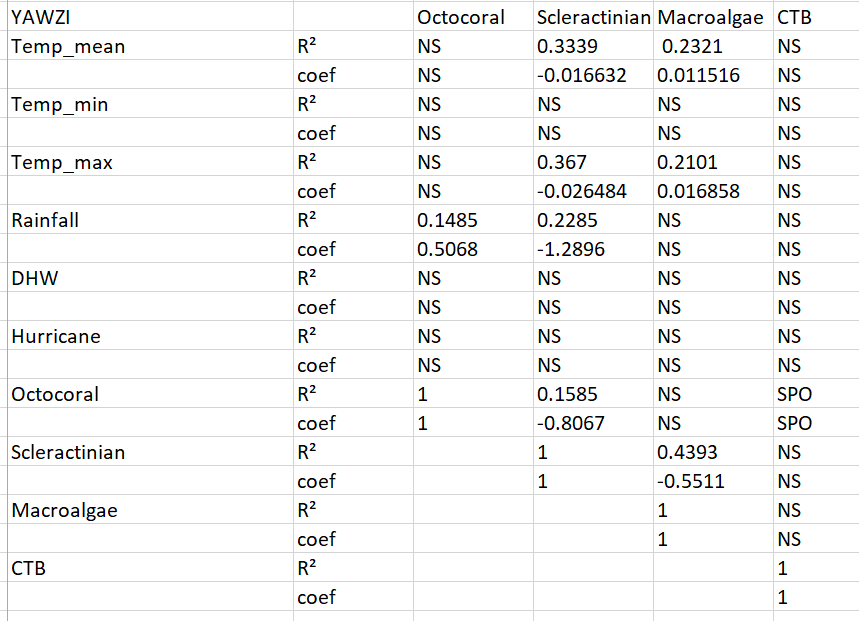 YAWZI Octocoral Scleractinian Macroalgae CTB
Temp_mean R² NS 0.3339 0.2321 NS
coef NS -0.016632 0.011516 NS
Temp_min R² NS NS NS NS
coef NS NS NS NS
Temp_max R² NS 0.367 0.2101 NS
coef NS -0.026484 0.016858 NS
Rainfall R² 0.1485 0.2285 NS NS
coef 0.5068 -1.2896 NS NS
DHW R² NS NS NS NS
coef NS NS NS NS
Hurricane R² NS NS NS NS
coef NS NS NS NS
Octocoral R² 1 0.1585 NS SPO
coef 1 -0.8067 NS SPO
Scleractinian R² 1 0.4393 NS
coef 1 -0.5511 NS
Macroalgae R² 1 NS
coef 1 NS
CTB R² 1
coef 1